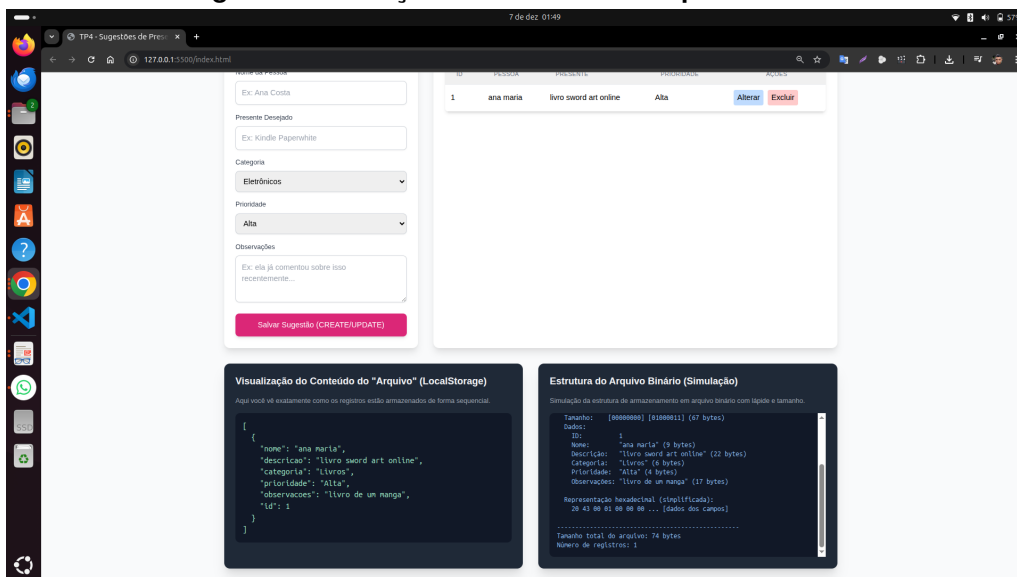 7 de dez 01:49
57%
TP4 - Sugestões de Prese
127.0.0.1:5500/index.html
Nome da Pessoa
Ex: Ana Costa
Presente Desejado
Ex: Kindle Paperwhite
Categoria
Eletrônicos
Prioridade
Alta
Observações
Ex: ela já comentou sobre isso
recentemente...
Salvar Sugestão (CREATE/UPDATE)
ID PESSOA PRESENTE PRIORIDADE AÇÕES
1 ana maria livro sword art online Alta Alterar Excluir
Visualização do Conteúdo do "Arquivo" (LocalStorage)
Aqui você vê exatamente como os registros estão armazenados de forma sequencial.
[
{
"nome": "ana maria",
"descricao": "livro sword art online",
"categoria": "Livros",
"prioridade": "Alta",
"observacoes": "livro de um manga",
"id": 1
}
]
Estrutura do Arquivo Binário (Simulação)
Simulação da estrutura de armazenamento em arquivo binário com lápide e tamanho.
Tamanho: [00000000] [01000011] (67 bytes)
Dados:
ID: 1
Nome: "ana maria" (9 bytes)
Descrição: "livro sword art online" (22 bytes)
Categoria: "Livros" (6 bytes)
Prioridade: "Alta" (4 bytes)
Observações: "livro de um manga" (17 bytes)
Representação hexadecimal (simplificada):
20 43 00 01 00 00 00 ... [dados dos campos]
--------------------------------------------------
Tamanho total do arquivo: 74 bytes
Número de registros: 1
SSD
2